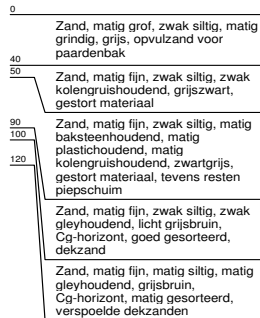 0
Zand, matig grof, zwak siltig, matig
grindig, grijs, opvulzand voor
paardenbak
40
50
Zand, matig fijn, zwak siltig, zwak
kolengruishoudend, grijszwart,
gestort materiaal
90
100
120
Zand, matig fijn, zwak siltig, matig
baksteenhoudend, matig
plastichoudend, matig
kolengruishoudend, zwartgrijs,
gestort materiaal, tevens resten
piepschuim
Zand, matig fijn, zwak siltig, zwak
gleyhoudend, licht grijsbruin,
Cg-horizont, goed gesorteerd,
dekzand
Zand, matig fijn, matig siltig, matig
gleyhoudend, grijsbruin,
Cg-horizont, matig gesorteerd,
verspoelde dekzanden